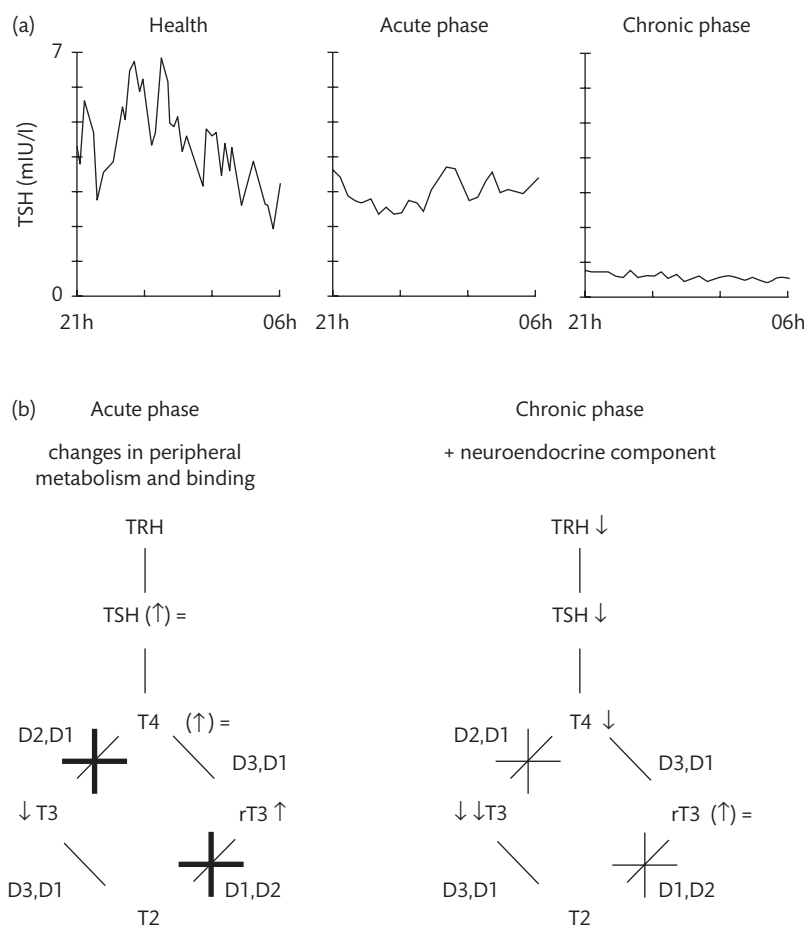 (a)
Health
Acute phase
Chronic phase
7
TSH (mIU/l)
0
21h
06h
21h
06h
21h
06h
(b)
Acute phase
changes in peripheral
metabolism and binding
TRH
TSH (↑) =
T4 (↑) =
D2,D1
D3,D1
↓ T3
rT3 ↑
D3,D1
D1,D2
T2
Chronic phase
+ neuroendocrine component
TRH ↓
TSH ↓
T4 ↓
D2,D1
D3,D1
↓ ↓T3
rT3 (↑) =
D3,D1
D1,D2
T2